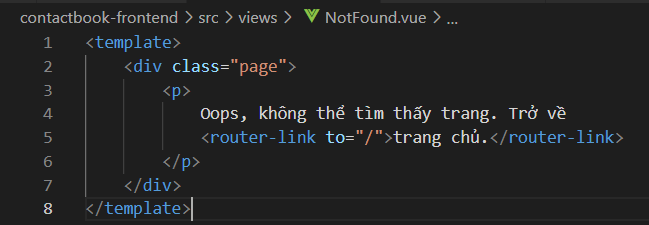 contactbook-frontend > src > views > NotFound.vue > ...
1 <template>
2 <div class="page">
3 <p>
4 Oops, không thể tìm thấy trang. Trở về
5 <router-link to="/">trang chủ.</router-link>
6 </p>
7 </div>
8 </template>